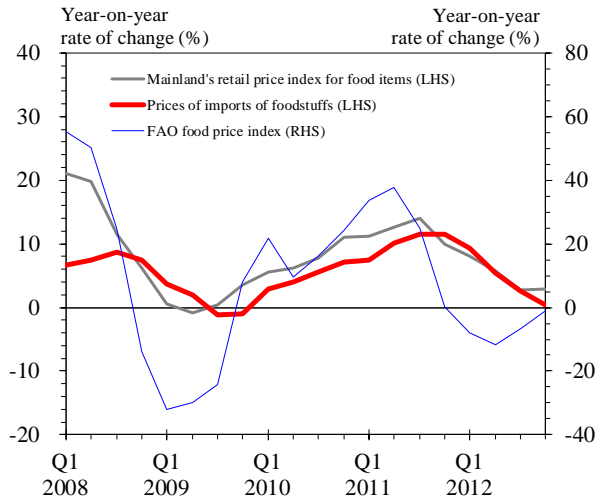 Year-on-year
rate of change (%)
Year-on-year
rate of change (%)
40
30
20
10
0
-10
-20
80
60
40
20
0
-20
-40
Mainland's retail price index for food items (LHS)
Prices of imports of foodstuffs (LHS)
FAO food price index (RHS)
Q1 Q1 Q1 Q1 Q1
2008 2009 2010 2011 2012